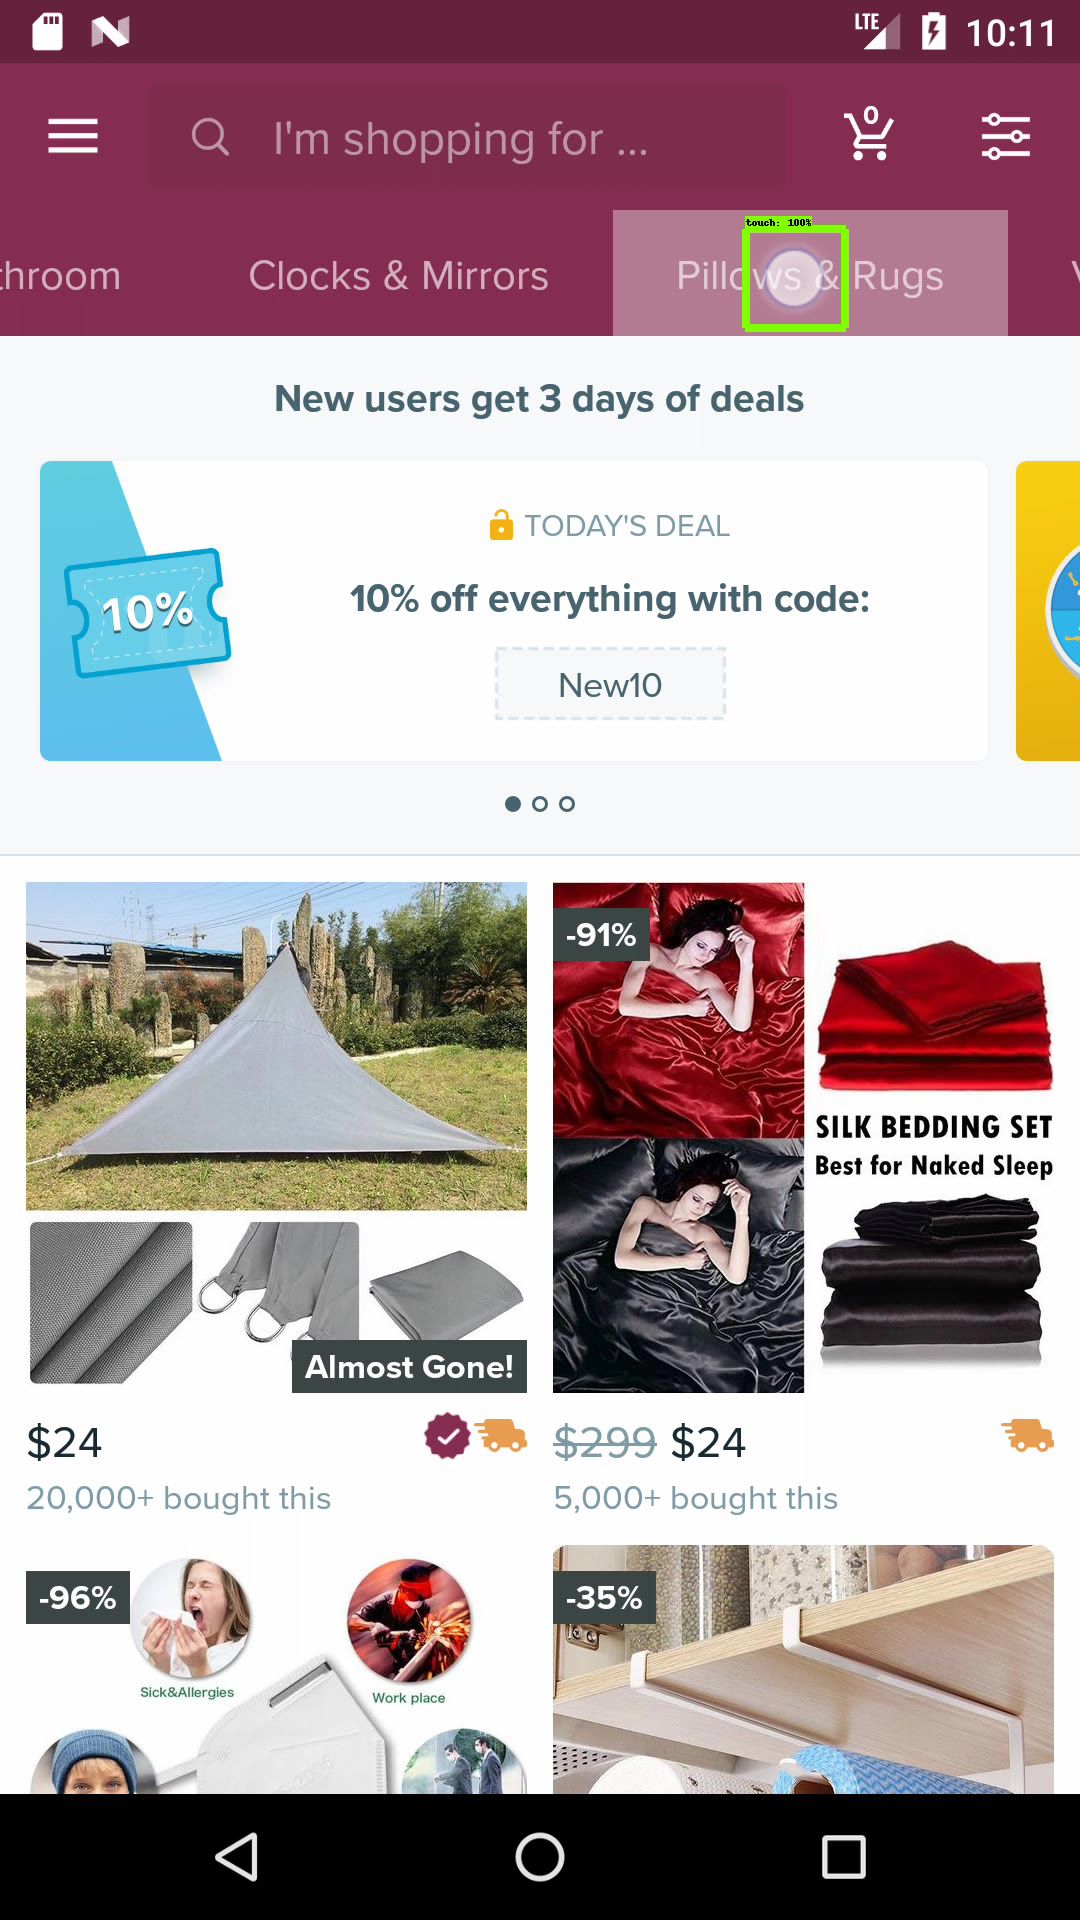 LTE 10:11
I'm shopping for ...
0
throom
Clocks & Mirrors
Pillows & Rugs
touch: 100%
New users get 3 days of deals
TODAY'S DEAL
10%
10% off everything with code:
New10
-91%
SILK BEDDING SET
Best for Naked Sleep
Almost Gone!
$24
$299 $24
20,000+ bought this
5,000+ bought this
-96%
-35%
Sick&Allergies
Work place